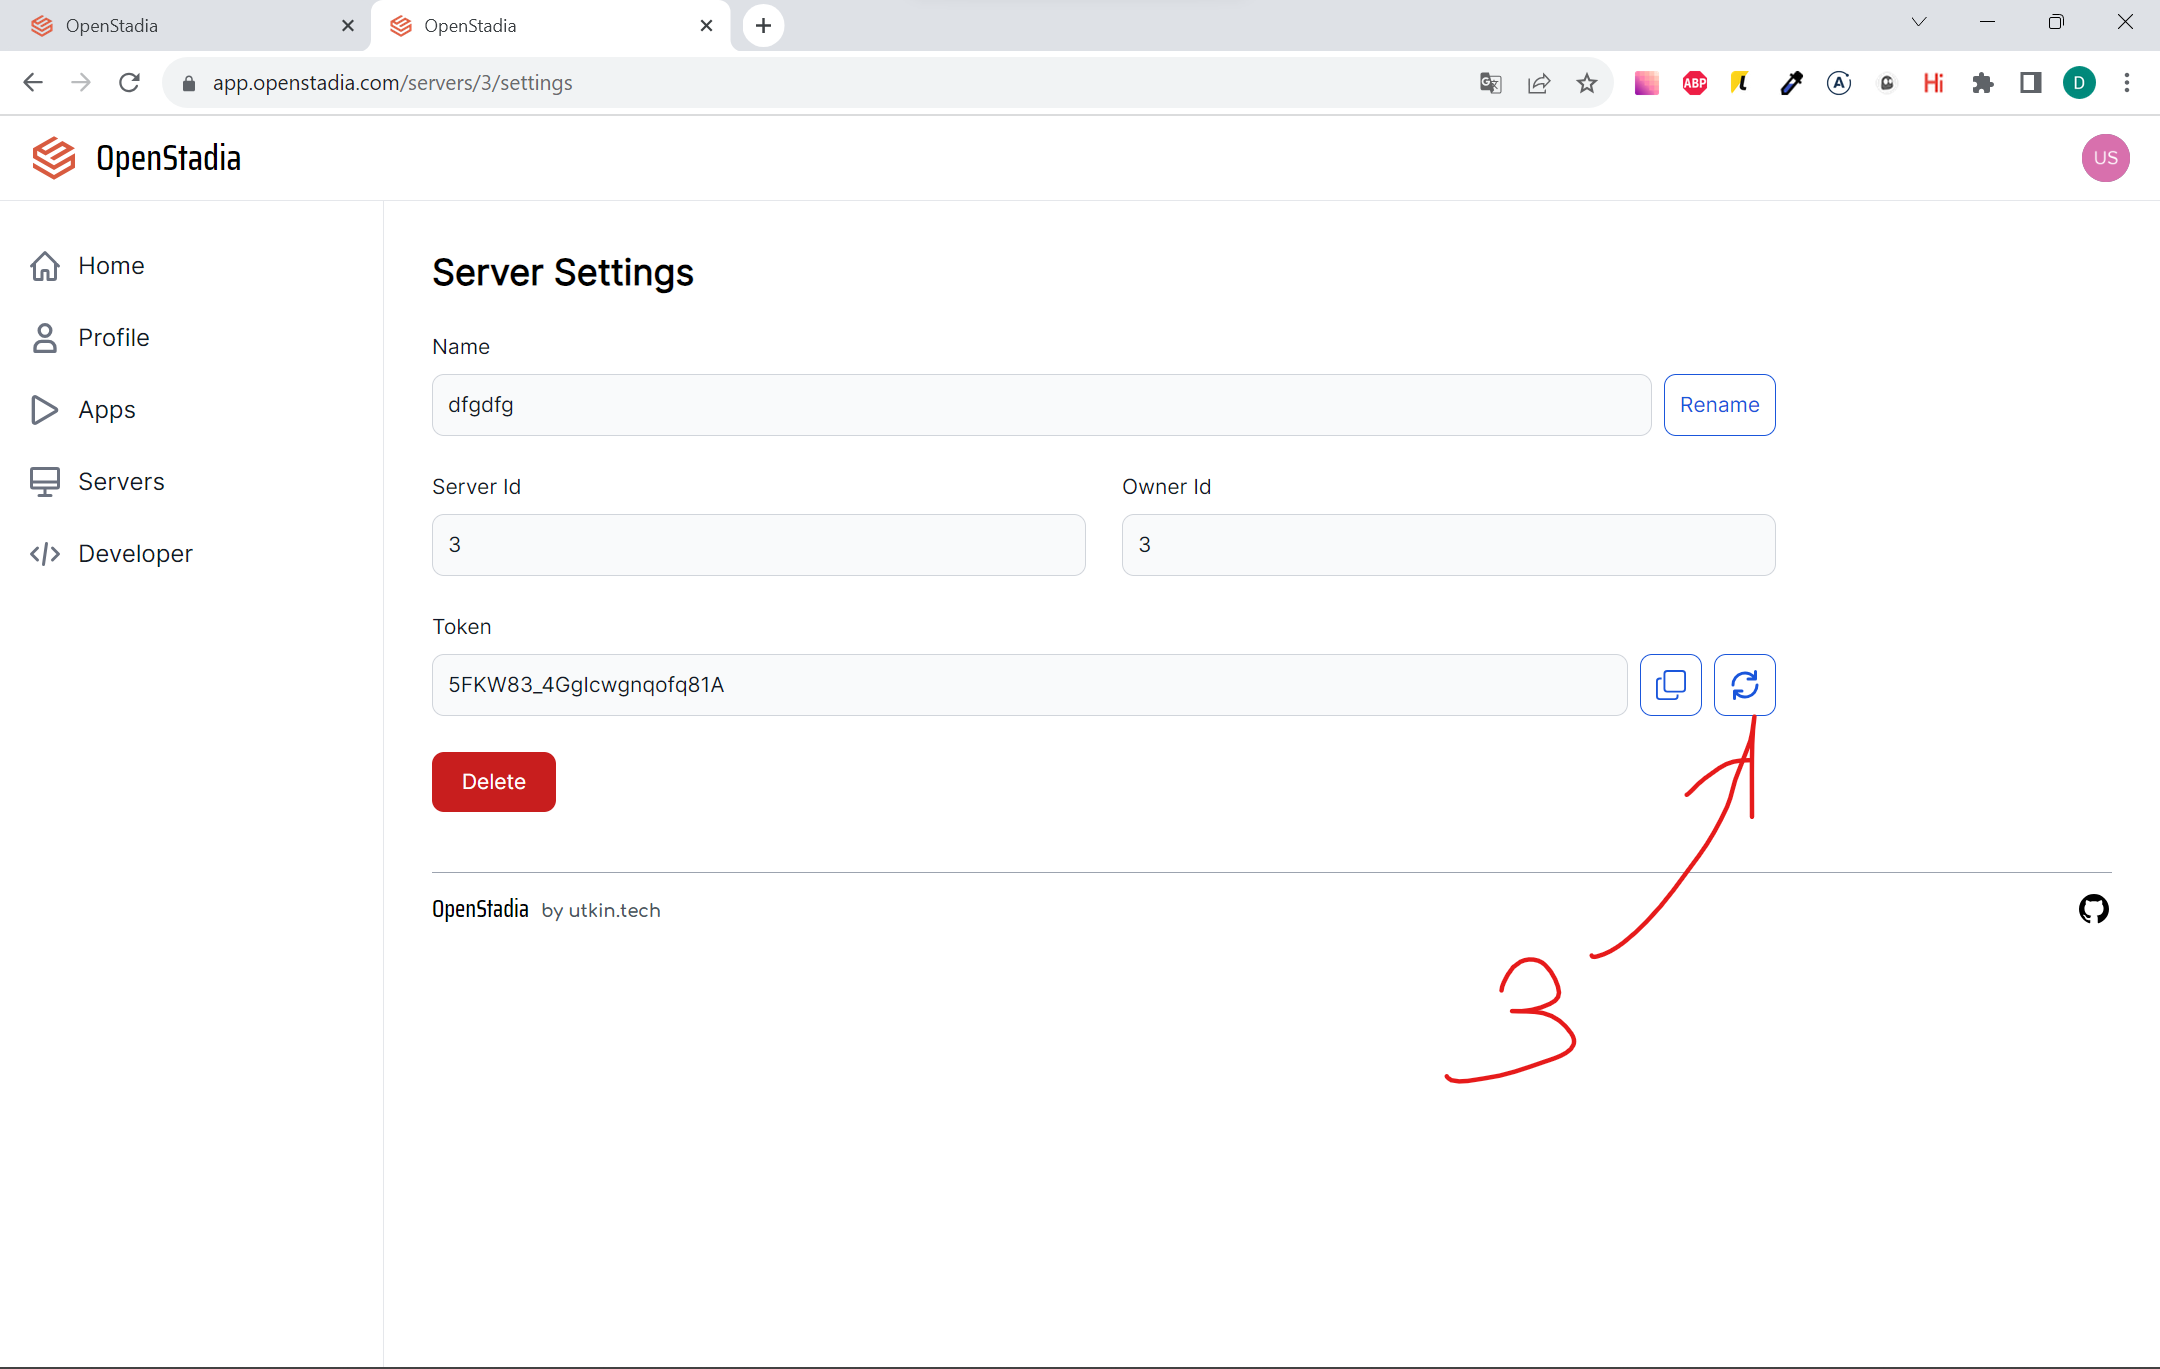 OpenStadia
OpenStadia
app.openstadia.com/servers/3/settings
ABP
A
Hi
D
OpenStadia
US
Home
Profile
Apps
Servers
Developer
Server Settings
Name
dfgdfg
Rename
Server Id
Owner Id
3
3
Token
5FKW83_4GgIcwgnqofq81A
Delete
OpenStadia by utkin.tech
3